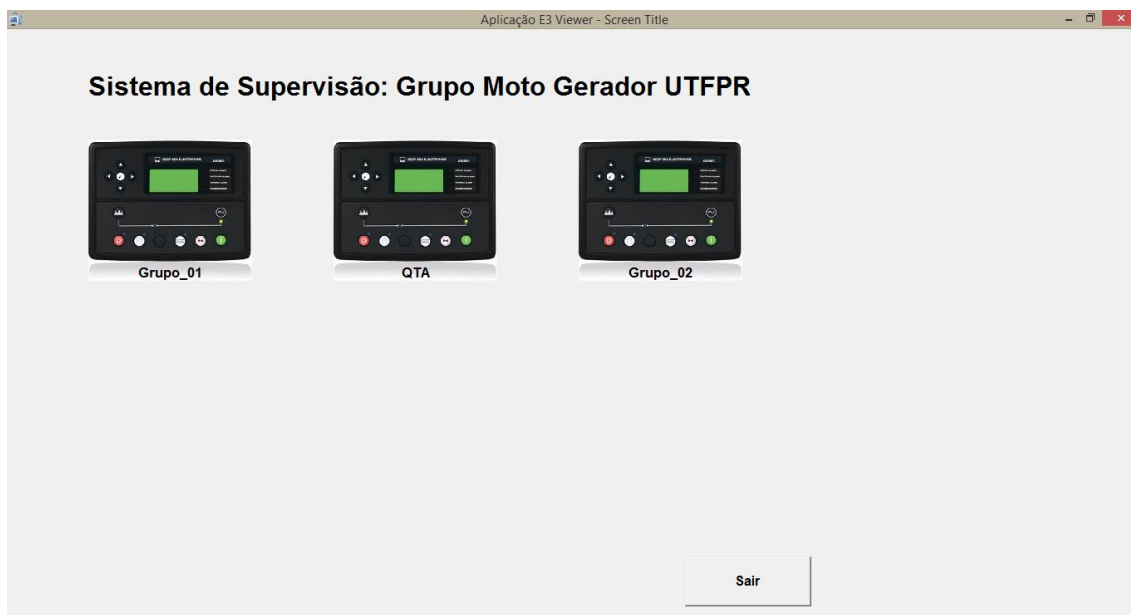 Aplicação E3 Viewer - Screen Title
Sistema de Supervisão: Grupo Moto Gerador UTFPR
Grupo_01
QTA
Grupo_02
Sair